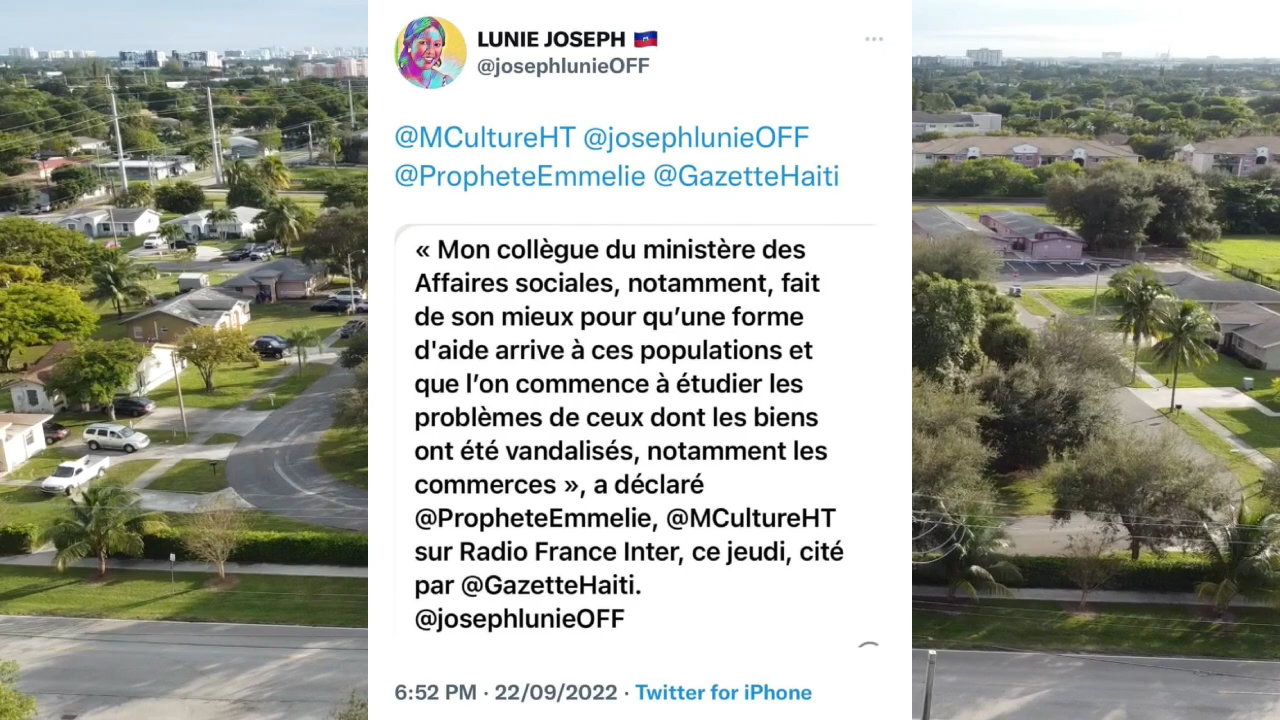 LUNIE JOSEPH 🇭🇹
@josephlunieOFF
@MCultureHT @josephlunieOFF
@PropheteEmmelie @GazetteHaiti
« Mon collègue du ministère des
Affaires sociales, notamment, fait
de son mieux pour qu’une forme
d'aide arrive à ces populations et
que l’on commence à étudier les
problèmes de ceux dont les biens
ont été vandalisés, notamment les
commerces », a déclaré
@PropheteEmmelie, @MCultureHT
sur Radio France Inter, ce jeudi, cité
par @GazetteHaiti.
@josephlunieOFF
6:52 PM · 22/09/2022 · Twitter for iPhone